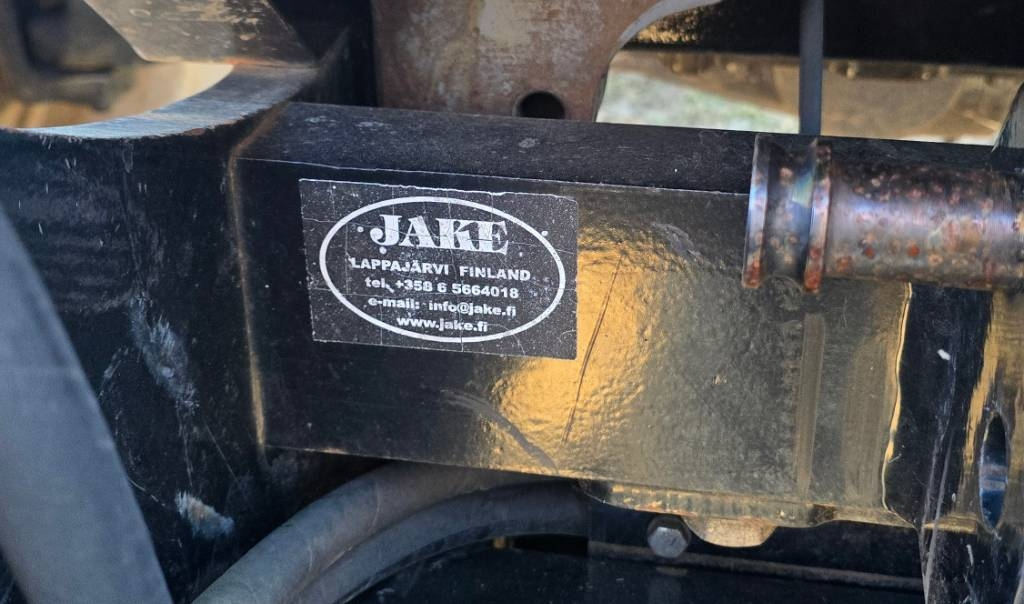 JAKE
LAPPAJÄRVI FINLAND
tel. +358 6 5664018
e-mail: info@jake.fi
www.jake.fi